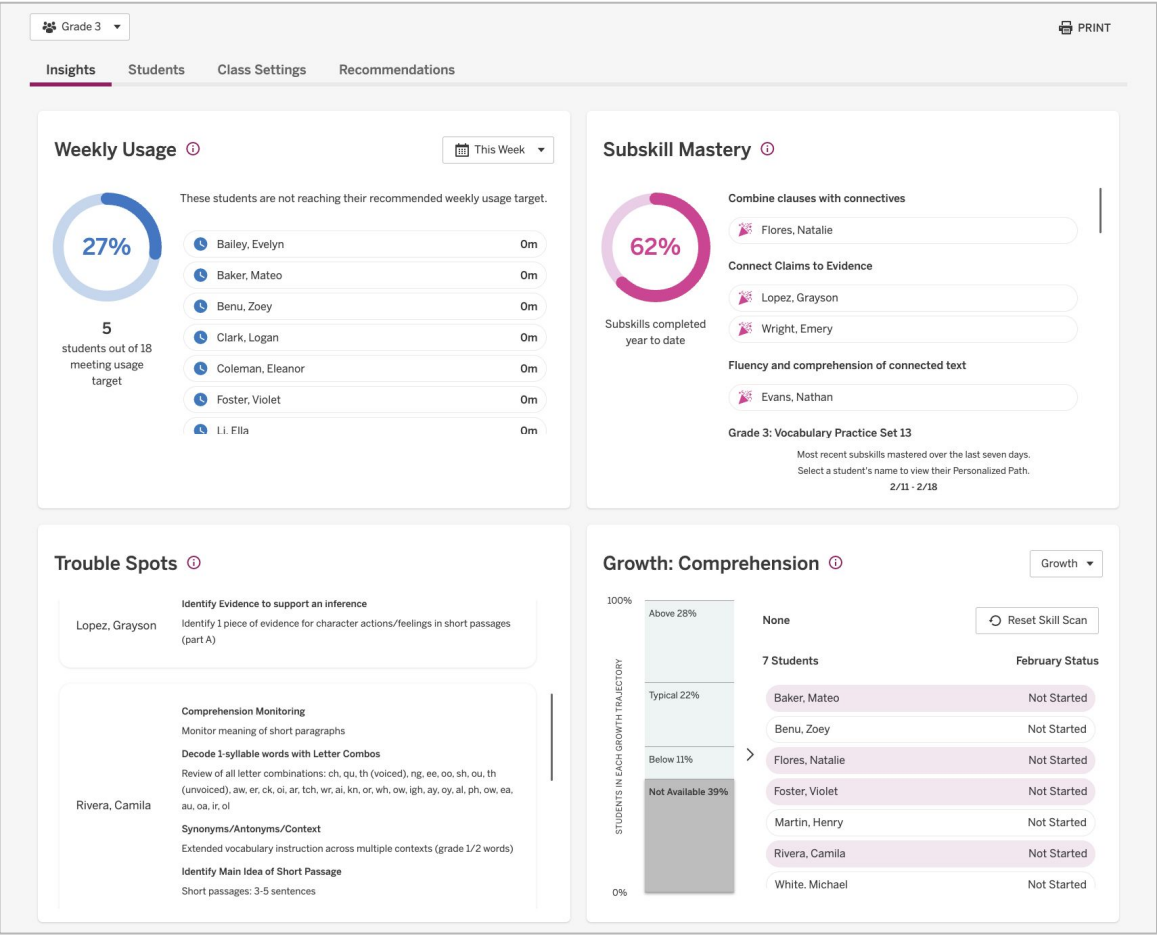 Grade 3
PRINT
Insights
Students
Class Settings
Recommendations
Weekly Usage
This Week
27%
5
students out of 18
meeting usage
target
These students are not reaching their recommended weekly usage target.
Bailey, Evelyn 0m
Baker, Mateo 0m
Benu, Zoey 0m
Clark, Logan 0m
Coleman, Eleanor 0m
Foster, Violet 0m
Li, Ella 0m
Subskill Mastery
62%
Subskills completed
year to date
Combine clauses with connectives
Flores, Natalie
Connect Claims to Evidence
Lopez, Grayson
Wright, Emery
Fluency and comprehension of connected text
Evans, Nathan
Grade 3: Vocabulary Practice Set 13
Most recent subskills mastered over the last seven days.
Select a student's name to view their Personalized Path.
2/11 - 2/18
Trouble Spots
Lopez, Grayson
Identify Evidence to support an inference
Identify 1 piece of evidence for character actions/feelings in short passages
(part A)
Rivera, Camila
Comprehension Monitoring
Monitor meaning of short paragraphs
Decode 1-syllable words with Letter Combos
Review of all letter combinations: ch, qu, th (voiced), ng, ee, oo, sh, ou, th
(unvoiced), aw, er, ck, oi, ar, tch, wr, ai, kn, or, wh, ow, igh, ay, oy, al, ph, ow, ea,
au, oa, ir, ol
Synonyms/Antonyms/Context
Extended vocabulary instruction across multiple contexts (grade 1/2 words)
Identify Main Idea of Short Passage
Short passages: 3-5 sentences
Growth: Comprehension
Growth
STUDENTS IN EACH GROWTH TRAJECTORY
100%
Above 28%
Typical 22%
Below 11%
Not Available 39%
0%
None
Reset Skill Scan
7 Students February Status
Baker, Mateo Not Started
Benu, Zoey Not Started
Flores, Natalie Not Started
Foster, Violet Not Started
Martin, Henry Not Started
Rivera, Camila Not Started
White, Michael Not Started